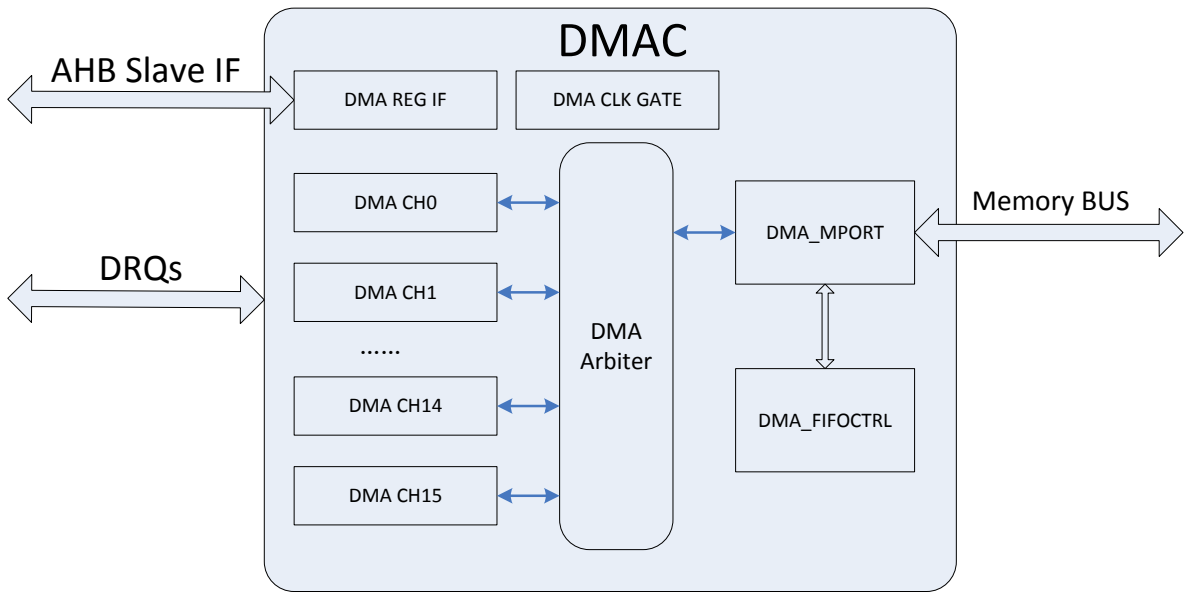 DMAC
AHB Slave IF
DMA REG IF
DMA CLK GATE
DMA CH0
DMA_MPORT
Memory BUS
DRQs
DMA CH1
......
DMA
Arbiter
DMA CH14
DMA_FIFOCTRL
DMA CH15